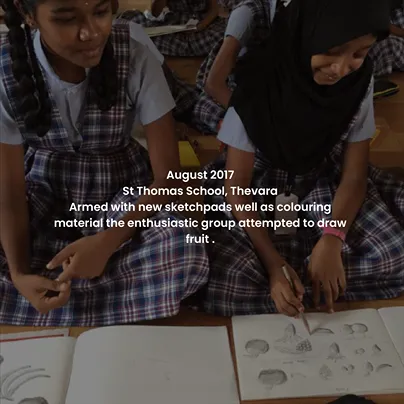 August 2017
St Thomas School, Thevara
Armed with new sketchpads well as colouring
material the enthusiastic group attempted to draw
fruit .